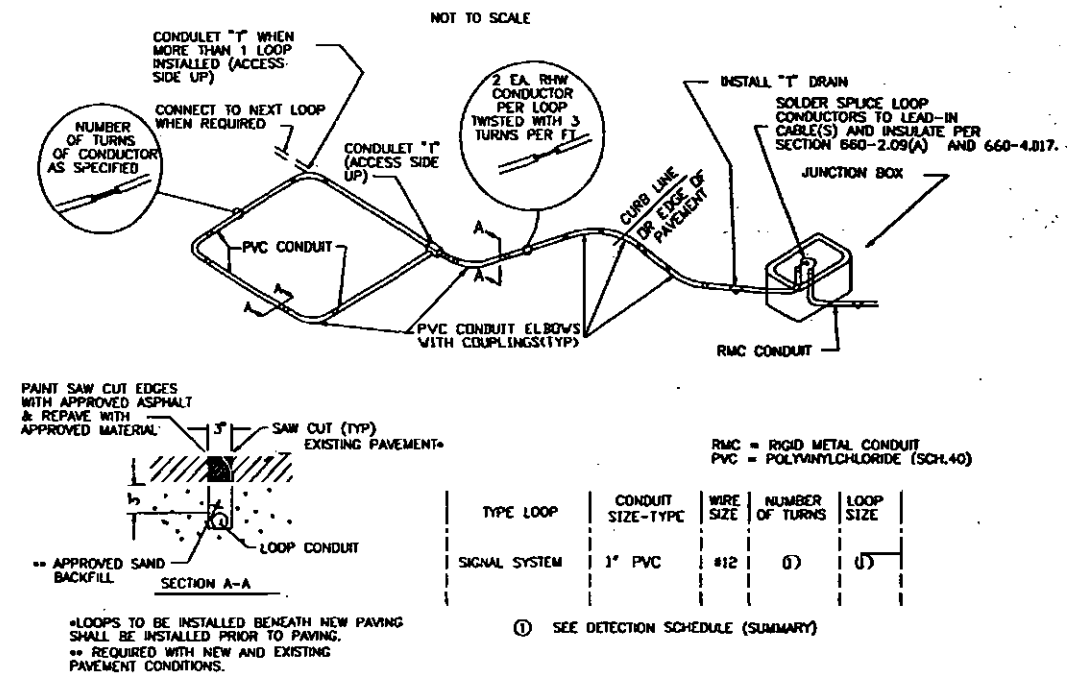 NOT TO SCALE
CONDULET "T" WHEN
MORE THAN 1 LOOP
INSTALLED (ACCESS
SIDE UP)
CONNECT TO NEXT LOOP
WHEN REQUIRED
NUMBER
OF TURNS
OF CONDUCTOR
AS SPECIFIED
CONDULET "T"
(ACCESS SIDE
UP)
2 EA. RHW
CONDUCTOR
PER LOOP
TWISTED WITH 3
TURNS PER FT.
INSTALL "T" DRAIN
SOLDER SPLICE LOOP
CONDUCTORS TO LEAD-IN
CABLE(S) AND INSULATE PER
SECTION 660-2.09(A) AND 660-4.017.
JUNCTION BOX
CURB LINE
OR EDGE OF
PAVEMENT
A
A
PVC CONDUIT
A
A
PVC CONDUIT ELBOWS
WITH COUPLINGS(TYP)
RMC CONDUIT
PAINT SAW CUT EDGES
WITH APPROVED ASPHALT
& REPAVE WITH
APPROVED MATERIAL
3"
SAW CUT (TYP)
EXISTING PAVEMENT*
LOOP CONDUIT
** APPROVED SAND
BACKFILL
SECTION A-A
*LOOPS TO BE INSTALLED BENEATH NEW PAVING
SHALL BE INSTALLED PRIOR TO PAVING.
** REQUIRED WITH NEW AND EXISTING
PAVEMENT CONDITIONS.
RMC = RIGID METAL CONDUIT
PVC = POLYVINYLCHLORIDE (SCH.40)
TYPE LOOP CONDUIT SIZE-TYPE WIRE SIZE NUMBER OF TURNS LOOP SIZE
SIGNAL SYSTEM 1" PVC #12 (1) (1)
① SEE DETECTION SCHEDULE (SUMMARY)